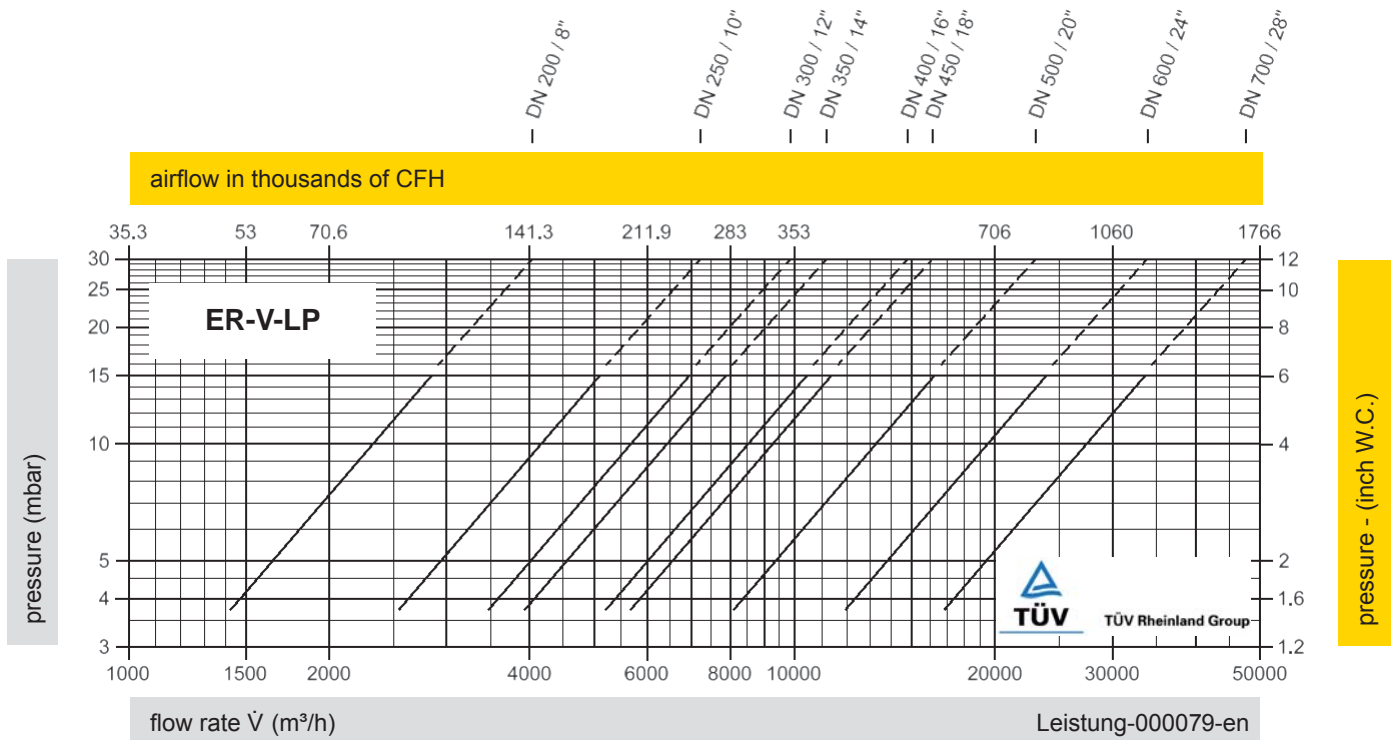 DN 200 / 8"
DN 250 / 10"
DN 300 / 12"
DN 350 / 14"
DN 400 / 16"
DN 450 / 18"
DN 500 / 20"
DN 600 / 24"
DN 700 / 28"
airflow in thousands of CFH
35.3 53 70.6 141.3 211.9 283 353 706 1060 1766
pressure (mbar)
30
25
20
15
10
5
4
3
ER-V-LP
12
10
8
6
4
2
1.6
1.2
pressure - (inch W.C.)
TÜV
TÜV Rheinland Group
1000 1500 2000 4000 6000 8000 10000 20000 30000 50000
flow rate V̇ (m³/h) Leistung-000079-en